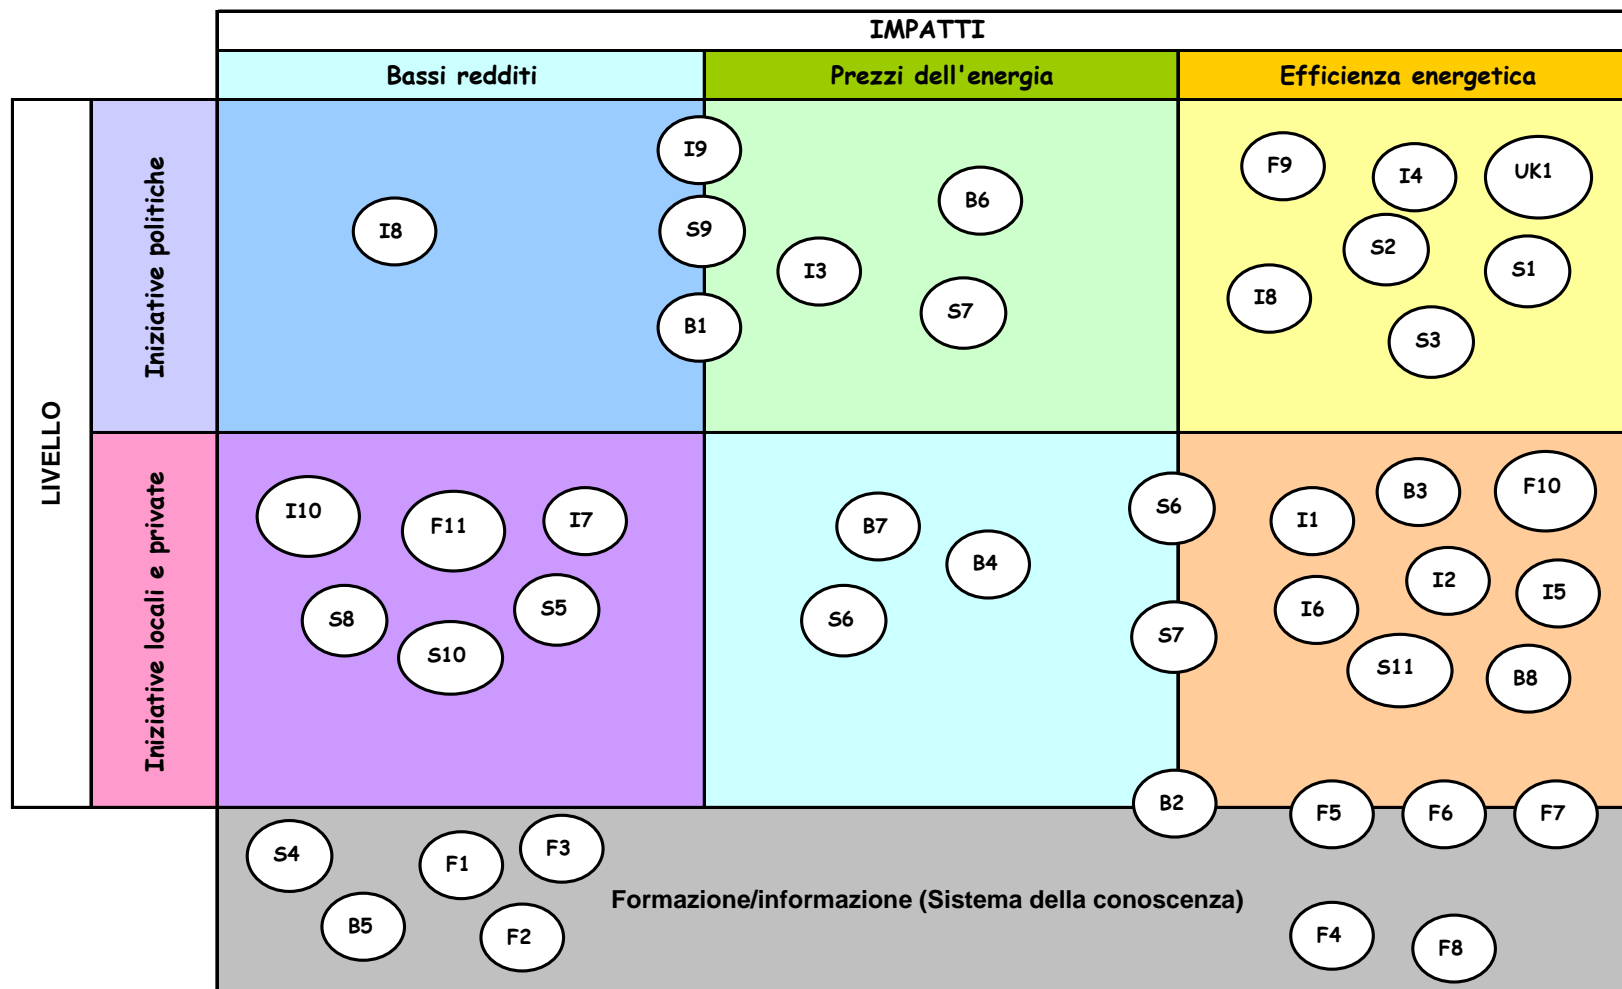 IMPATTI
Bassi redditi
Prezzi dell'energia
Efficienza energetica
LIVELLO
Iniziative politiche
I8
I9
S9
B1
I3
B6
S7
F9
I4
UK1
S2
S1
I8
S3
Iniziative locali e private
I10
F11
I7
S8
S10
S5
B7
B4
S6
S6
S7
B2
I1
B3
F10
I2
I5
I6
S11
B8
F5
F6
F7
S4
F1
F3
B5
F2
Formazione/informazione (Sistema della conoscenza)
F4
F8